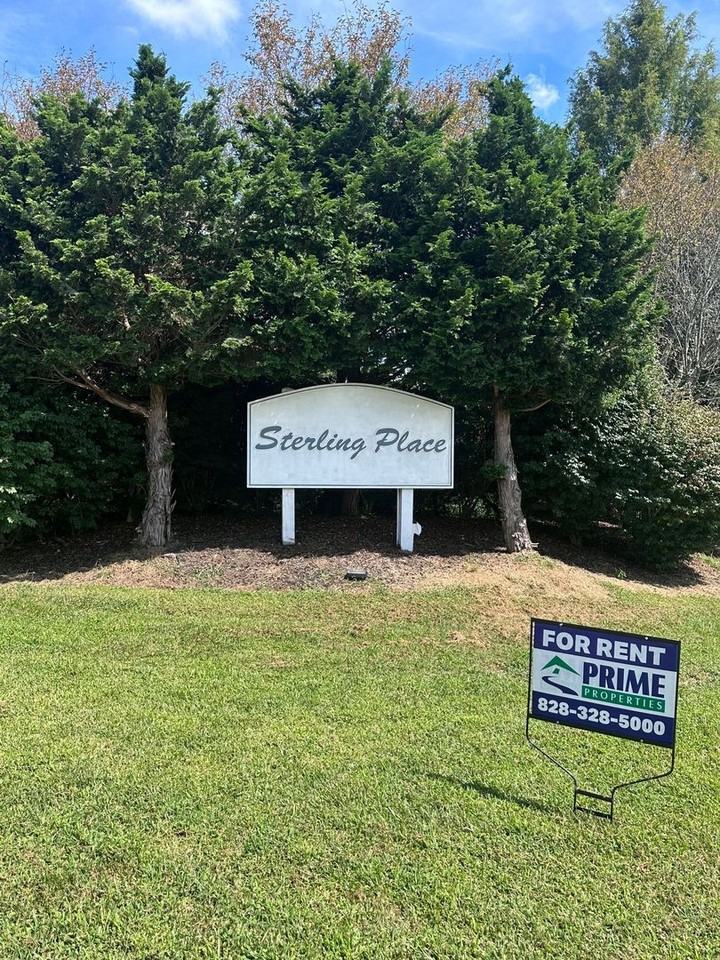 Sterling Place
FOR RENT
PRIME
PROPERTIES
828-328-5000